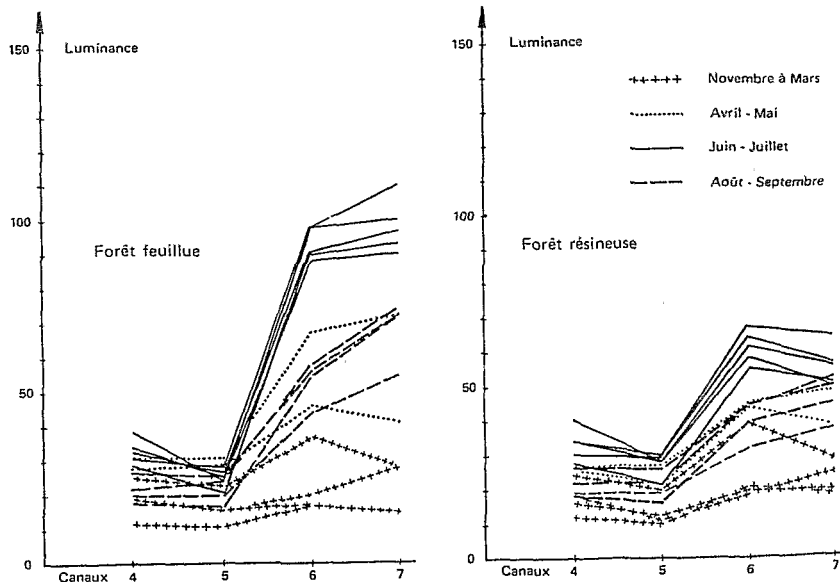 150
Luminance
100
Forêt feuillue
50
0
Canaux 4 5 6 7
150
Luminance
Novembre à Mars
Avril - Mai
Juin - Juillet
Août - Septembre
100
Forêt résineuse
50
0
Canaux 4 5 6 7